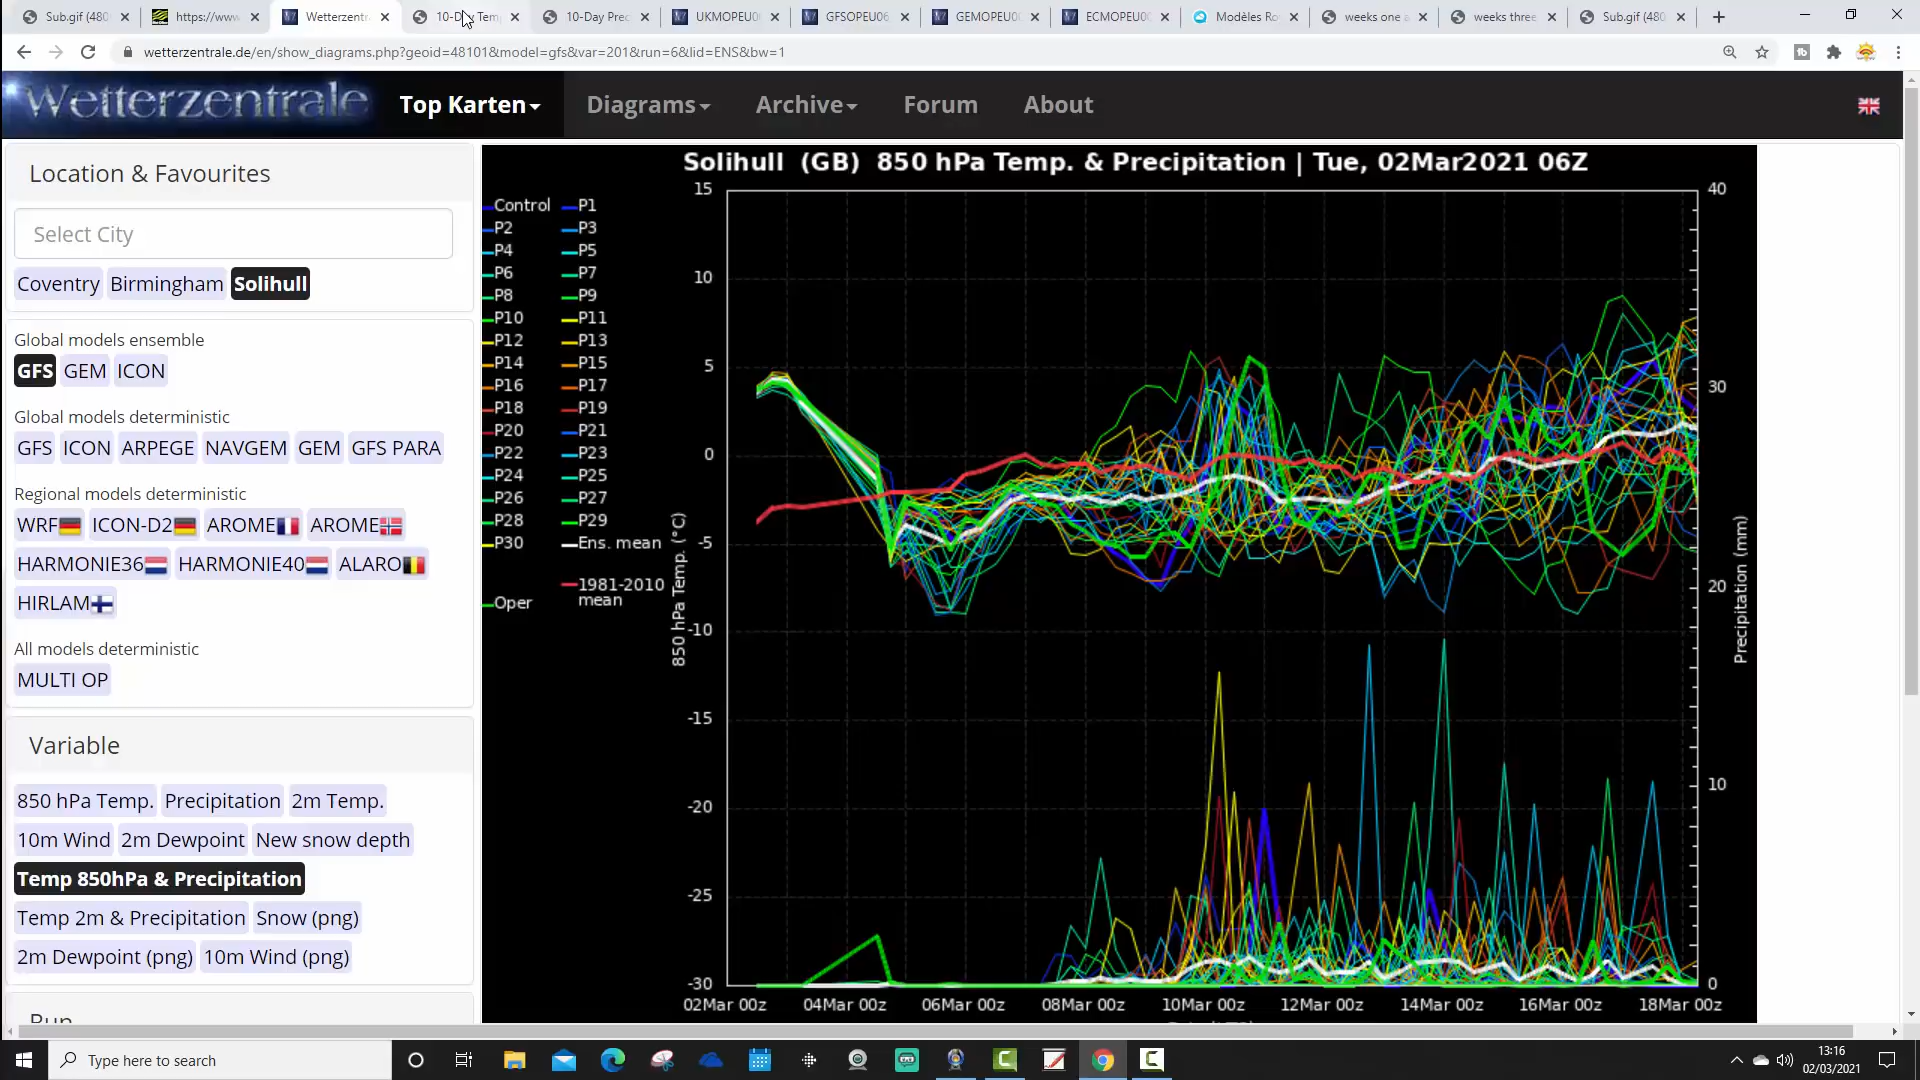 Sub.gif (480
https://www
Wetterzentr
10-Day Temp
10-Day Prec
UKMOPEU0
GFSOPEU06
GEMOPEU00
ECMOPEU00
Modèles Ro
weeks one a
weeks three
Sub.gif (480
wetterzentrale.de/en/show_diagrams.php?geoid=48101&model=gfs&var=201&run=6&lid=ENS&bw=1
Wetterzentrale
Top Karten
Diagrams
Archive
Forum
About
Location & Favourites
Select City
Coventry Birmingham Solihull
Global models ensemble
GFS GEM ICON
Global models deterministic
GFS ICON ARPEGE NAVGEM GEM GFS PARA
Regional models deterministic
WRF ICON-D2 AROME AROME
HARMONIE36 HARMONIE40 ALARO
HIRLAM
All models deterministic
MULTI OP
Variable
850 hPa Temp. Precipitation 2m Temp.
10m Wind 2m Dewpoint New snow depth
Temp 850hPa & Precipitation
Temp 2m & Precipitation Snow (png)
2m Dewpoint (png) 10m Wind (png)
Run
Solihull (GB) 850 hPa Temp. & Precipitation | Tue, 02Mar2021 06Z
Control P1
P2 P3
P4 P5
P6 P7
P8 P9
P10 P11
P12 P13
P14 P15
P16 P17
P18 P19
P20 P21
P22 P23
P24 P25
P26 P27
P28 P29
P30 Ens. mean
1981-2010
mean
Oper
850 hPa Temp. (°C)
15
10
5
0
-5
-10
-15
-20
-25
-30
40
30
20
10
0
Precipitation (mm)
02Mar 00z 04Mar 00z 06Mar 00z 08Mar 00z 10Mar 00z 12Mar 00z 14Mar 00z 16Mar 00z 18Mar 00z
Type here to search
13:16
02/03/2021